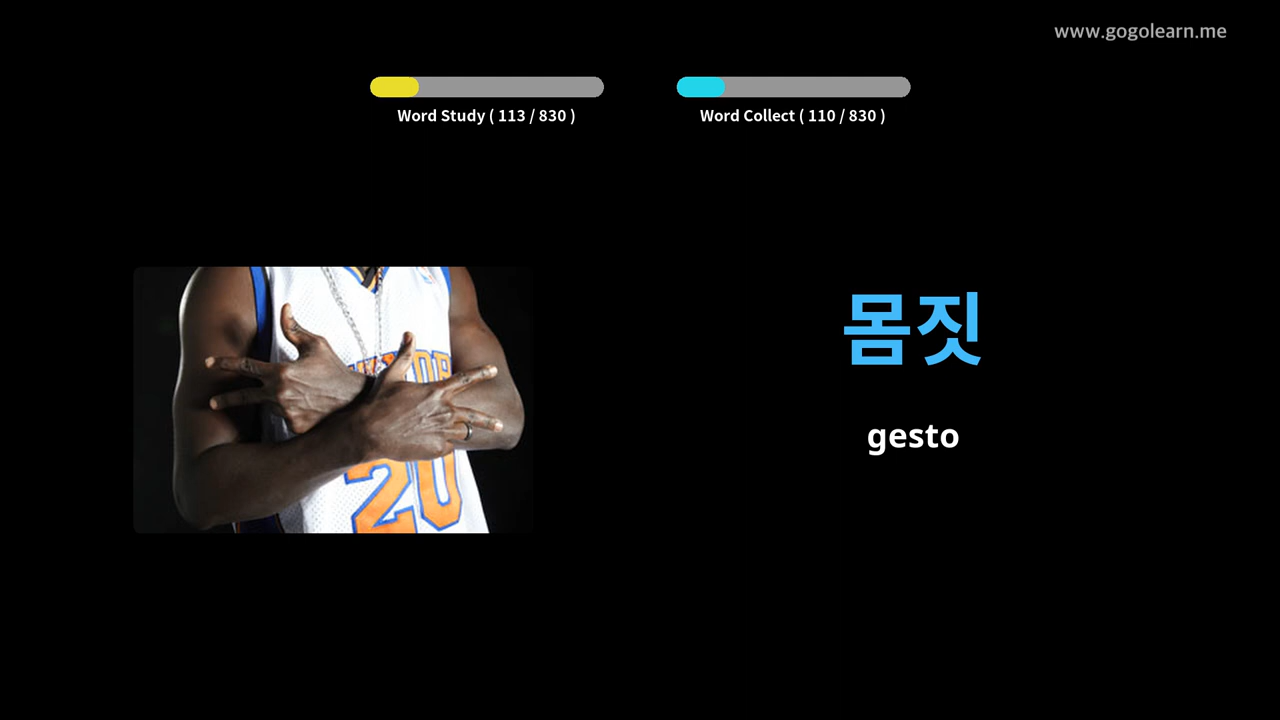 www.gogolearn.me
Word Study ( 113 / 830 )
Word Collect ( 110 / 830 )
몸짓
gesto
20